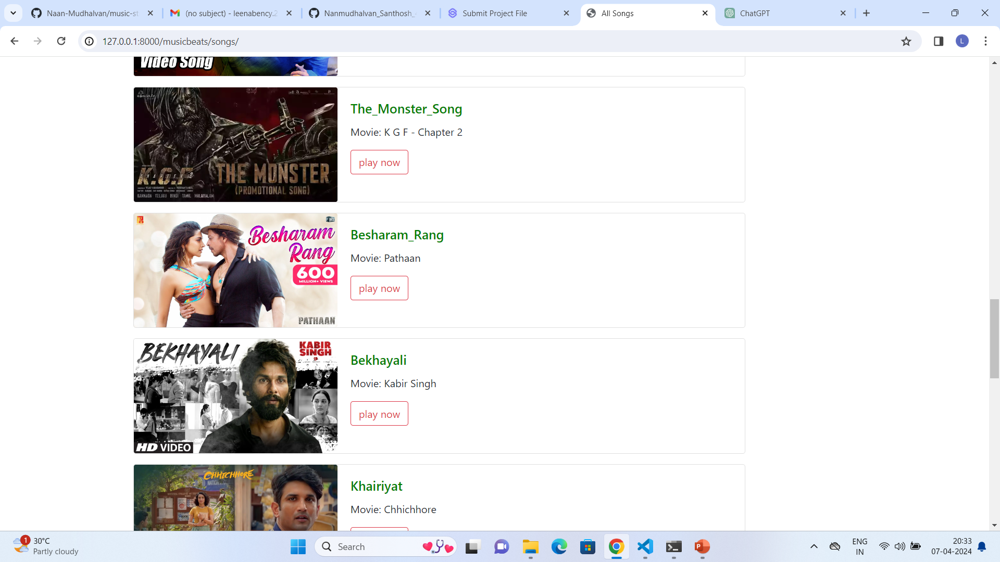 Naan-Mudhalvan/music-st
(no subject) - leenabency.2
Nanmudhalvan_Santhosh_
Submit Project File
All Songs
ChatGPT
127.0.0.1:8000/musicbeats/songs/
L
Video Song
The_Monster_Song
Movie: K G F - Chapter 2
play now
K.G.F
CHAPTER 2
THE MONSTER
(PROMOTIONAL SONG)
KANNADA TELUGU HINDI TAMIL MALAYALAM
Besharam
Rang
600
MILLION+ VIEWS
PATHAAN
Besharam_Rang
Movie: Pathaan
play now
BEKHAYALI
KABIR
SINGH
HD VIDEO
Bekhayali
Movie: Kabir Singh
play now
CHHICHHORE
Khairiyat
Movie: Chhichhore
1
30°C
Partly cloudy
Search
ENG
IN
20:33
07-04-2024